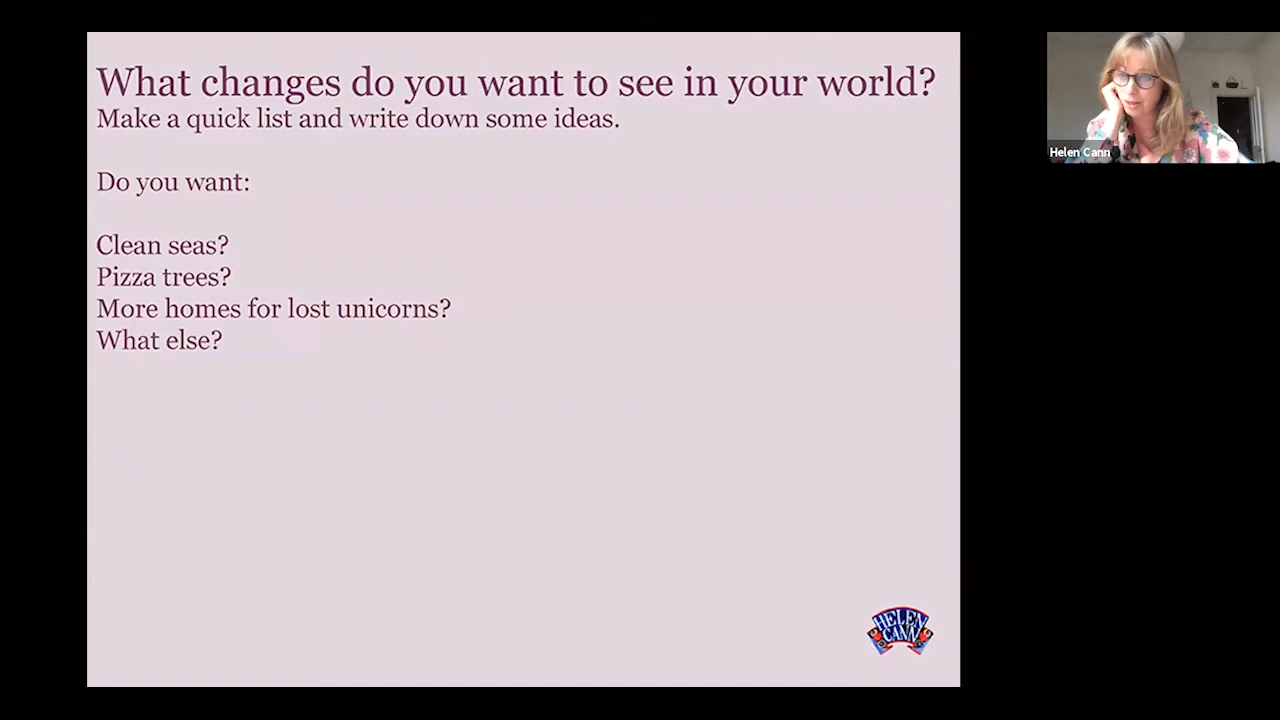 What changes do you want to see in your world?
Make a quick list and write down some ideas.
Do you want:
Clean seas?
Pizza trees?
More homes for lost unicorns?
What else?
Helen Cann
HELEN
CANN